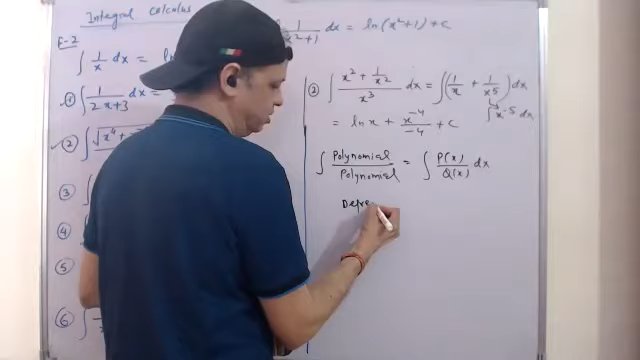 Integral Calculus
E-2
∫ 1/x dx = ln
① ∫ 1/(2x+3) dx =
② ∫ √(x⁴+
③ ∫
④ ∫
⑤ ∫
⑥ ∫
1/(x²+1) dx = ln(x²+1)+c
② ∫ (x² + 1/x²)/x³ dx = ∫(1/x + 1/x⁵) dx
∫ x⁻⁵ dx
= ln x + x⁻⁴/-4 + c
∫ Polynomial/Polynomial = ∫ P(x)/Q(x) dx